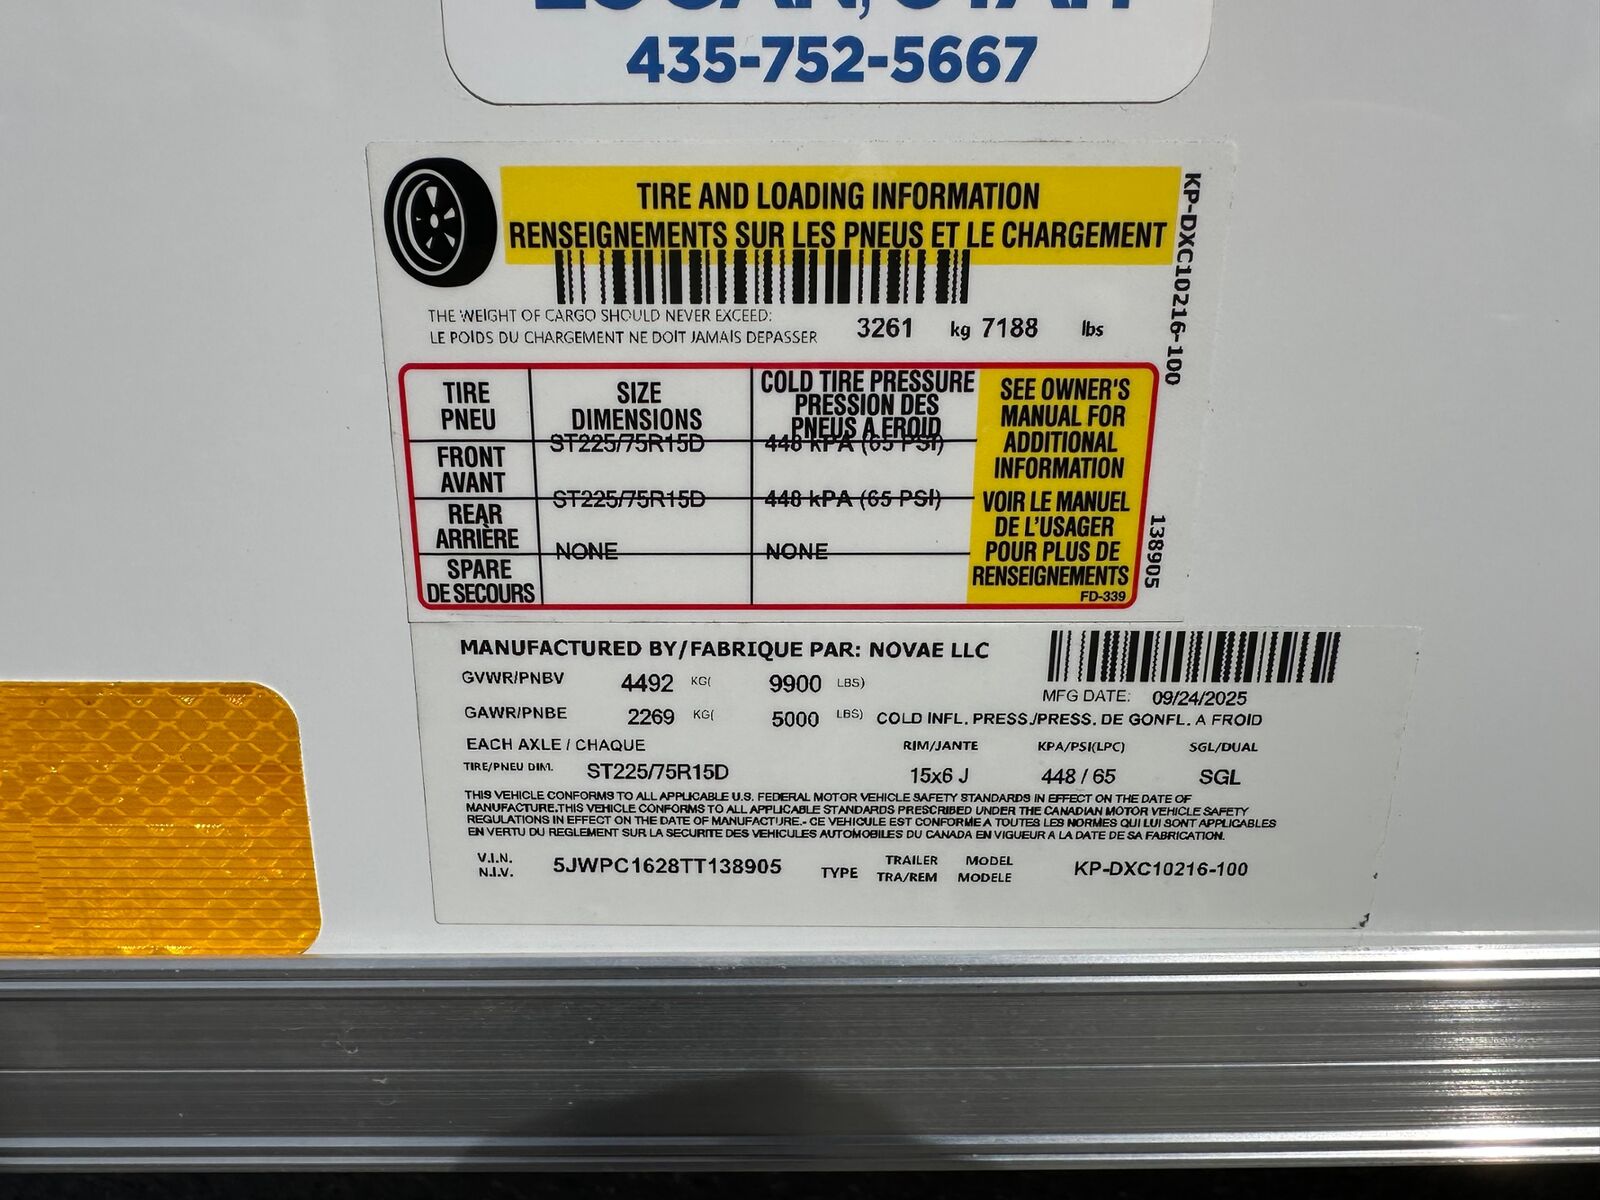 LOGAN, UTAH
435-752-5667
TIRE AND LOADING INFORMATION
RENSEIGNEMENTS SUR LES PNEUS ET LE CHARGEMENT
KP-DXC10216-100
THE WEIGHT OF CARGO SHOULD NEVER EXCEED:
LE POIDS DU CHARGEMENT NE DOIT JAMAIS DEPASSER
3261 kg 7188 lbs
TIRE
PNEU
SIZE
DIMENSIONS
COLD TIRE PRESSURE
PRESSION DES
PNEUS A FROID
FRONT
AVANT
ST225/75R15D
448 kPA (65 PSI)
REAR
ARRIÈRE
ST225/75R15D
448 kPA (65 PSI)
SPARE
DE SECOURS
NONE
NONE
SEE OWNER'S
MANUAL FOR
ADDITIONAL
INFORMATION
VOIR LE MANUEL
DE L'USAGER
POUR PLUS DE
RENSEIGNEMENTS
FD-339
138905
MANUFACTURED BY/FABRIQUE PAR: NOVAE LLC
GVWR/PNBV 4492 KG( 9900 LBS)
MFG DATE: 09/24/2025
GAWR/PNBE 2269 KG( 5000 LBS) COLD INFL. PRESS./PRESS. DE GONFL. A FROID
EACH AXLE / CHAQUE RIM/JANTE KPA/PSI(LPC) SGL/DUAL
TIRE/PNEU DIM. ST225/75R15D 15x6 J 448 / 65 SGL
THIS VEHICLE CONFORMS TO ALL APPLICABLE U.S. FEDERAL MOTOR VEHICLE SAFETY STANDARDS IN EFFECT ON THE DATE OF
MANUFACTURE.THIS VEHICLE CONFORMS TO ALL APPLICABLE STANDARDS PRESCRIBED UNDER THE CANADIAN MOTOR VEHICLE SAFETY
REGULATIONS IN EFFECT ON THE DATE OF MANUFACTURE.- CE VEHICULE EST CONFORME A TOUTES LES NORMES QUI LUI SONT APPLICABLES
EN VERTU DU REGLEMENT SUR LA SECURITE DES VEHICULES AUTOMOBILES DU CANADA EN VIGUEUR A LA DATE DE SA FABRICATION.
V.I.N.
N.I.V.
5JWPC1628TT138905
TYPE
TRAILER
TRA/REM
MODEL
MODELE
KP-DXC10216-100